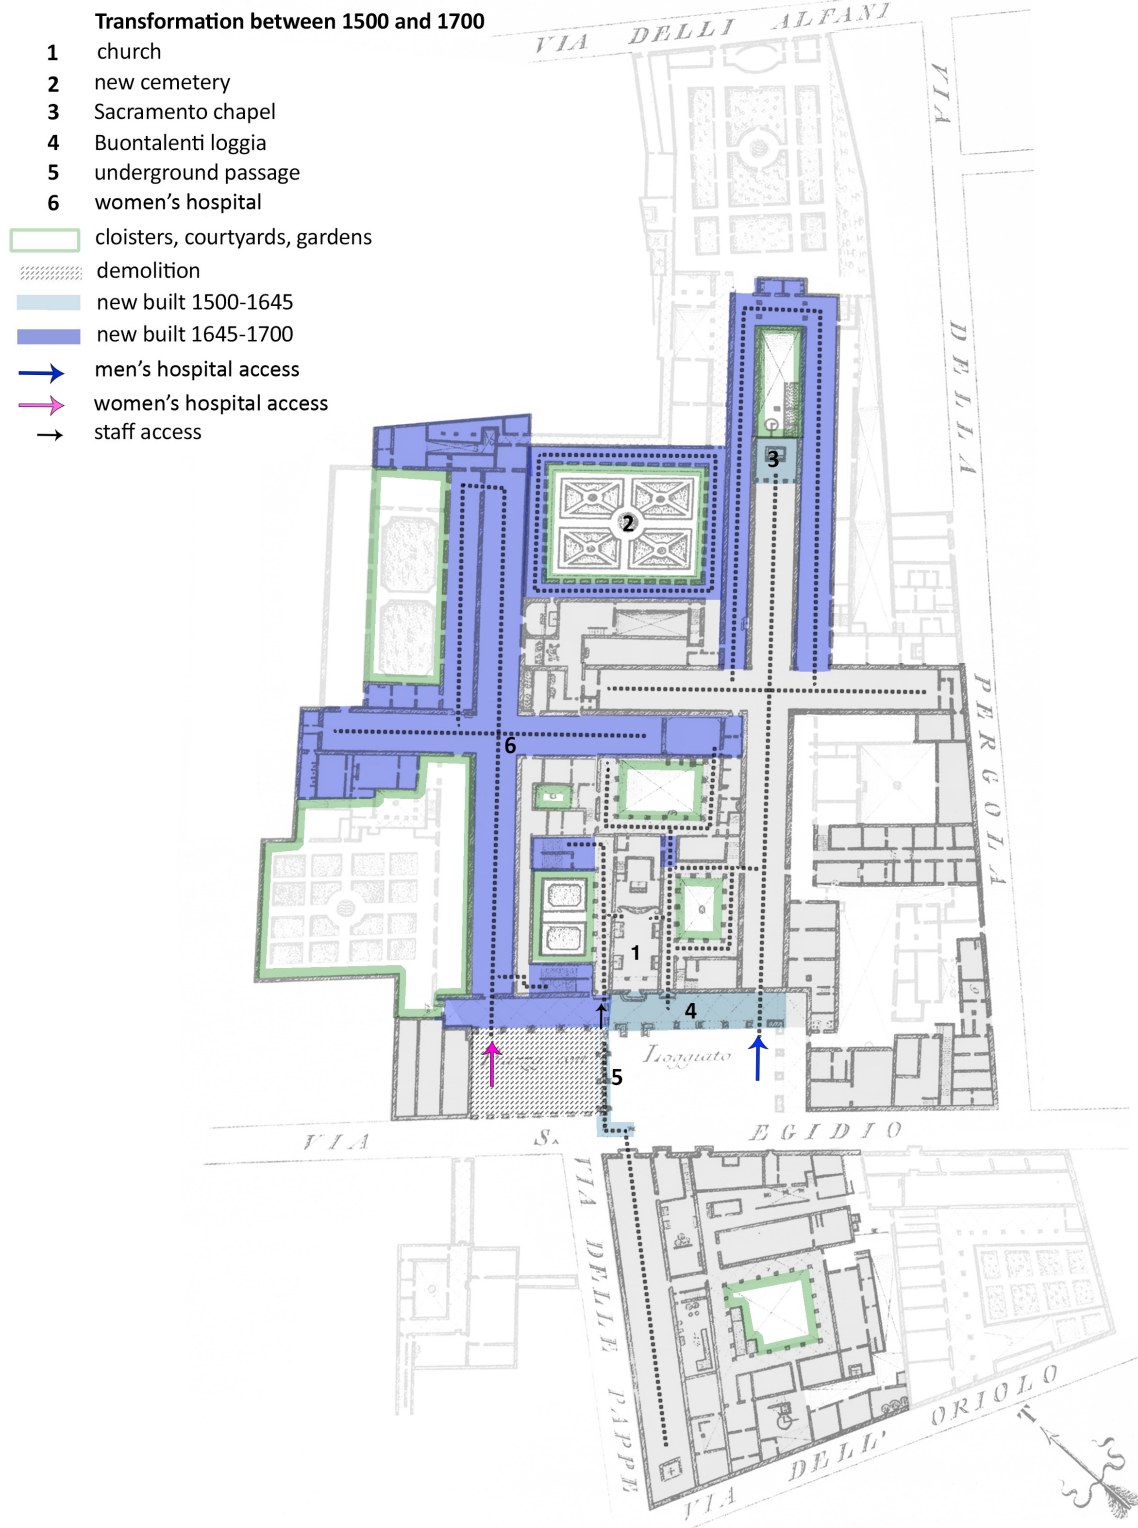 Transformation between 1500 and 1700
1 church
2 new cemetery
3 Sacramento chapel
4 Buontalenti loggia
5 underground passage
6 women's hospital
cloisters, courtyards, gardens
demolition
new built 1500-1645
new built 1645-1700
men's hospital access
women's hospital access
staff access
VIA DELLI ALFANI
VIA DELLA PERGOLA
3
2
6
1
4
Loggiato
5
VIA S. EGIDIO
VIA DELLE PAPPE
VIA DELL' ORIOLO
T